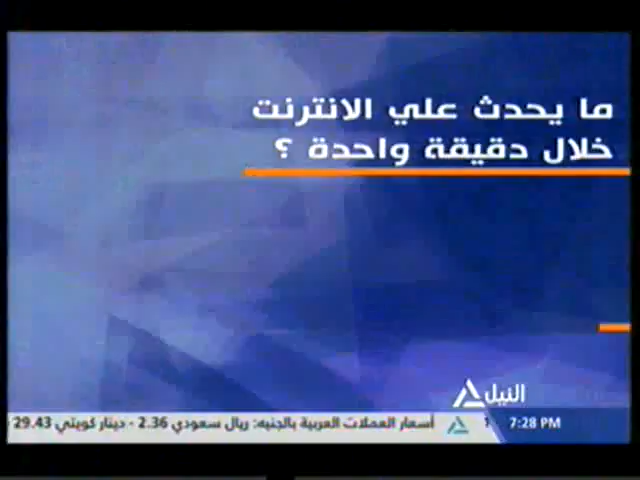 ما يحدث علي الانترنت
خلال دقيقة واحدة ؟
النيل
7:28 PM
أسعار العملات العربية بالجنيه: ريال سعودي 2.36 - دينار كويتي 29.43